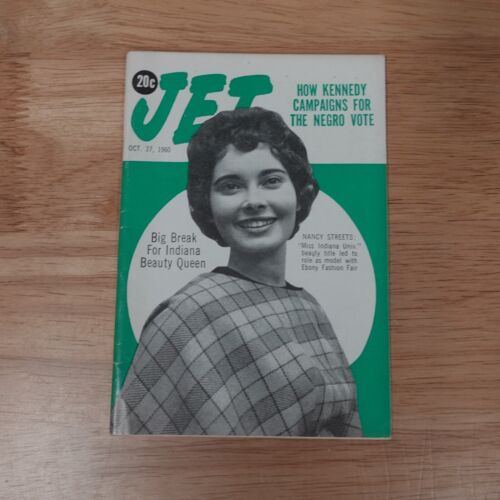 20c
JET
HOW KENNEDY
CAMPAIGNS FOR
THE NEGRO VOTE
OCT. 27, 1960
Big Break
For Indiana
Beauty Queen
NANCY STREETS:
"Miss Indiana Univ."
beauty title led to
role as model with
Ebony Fashion Fair